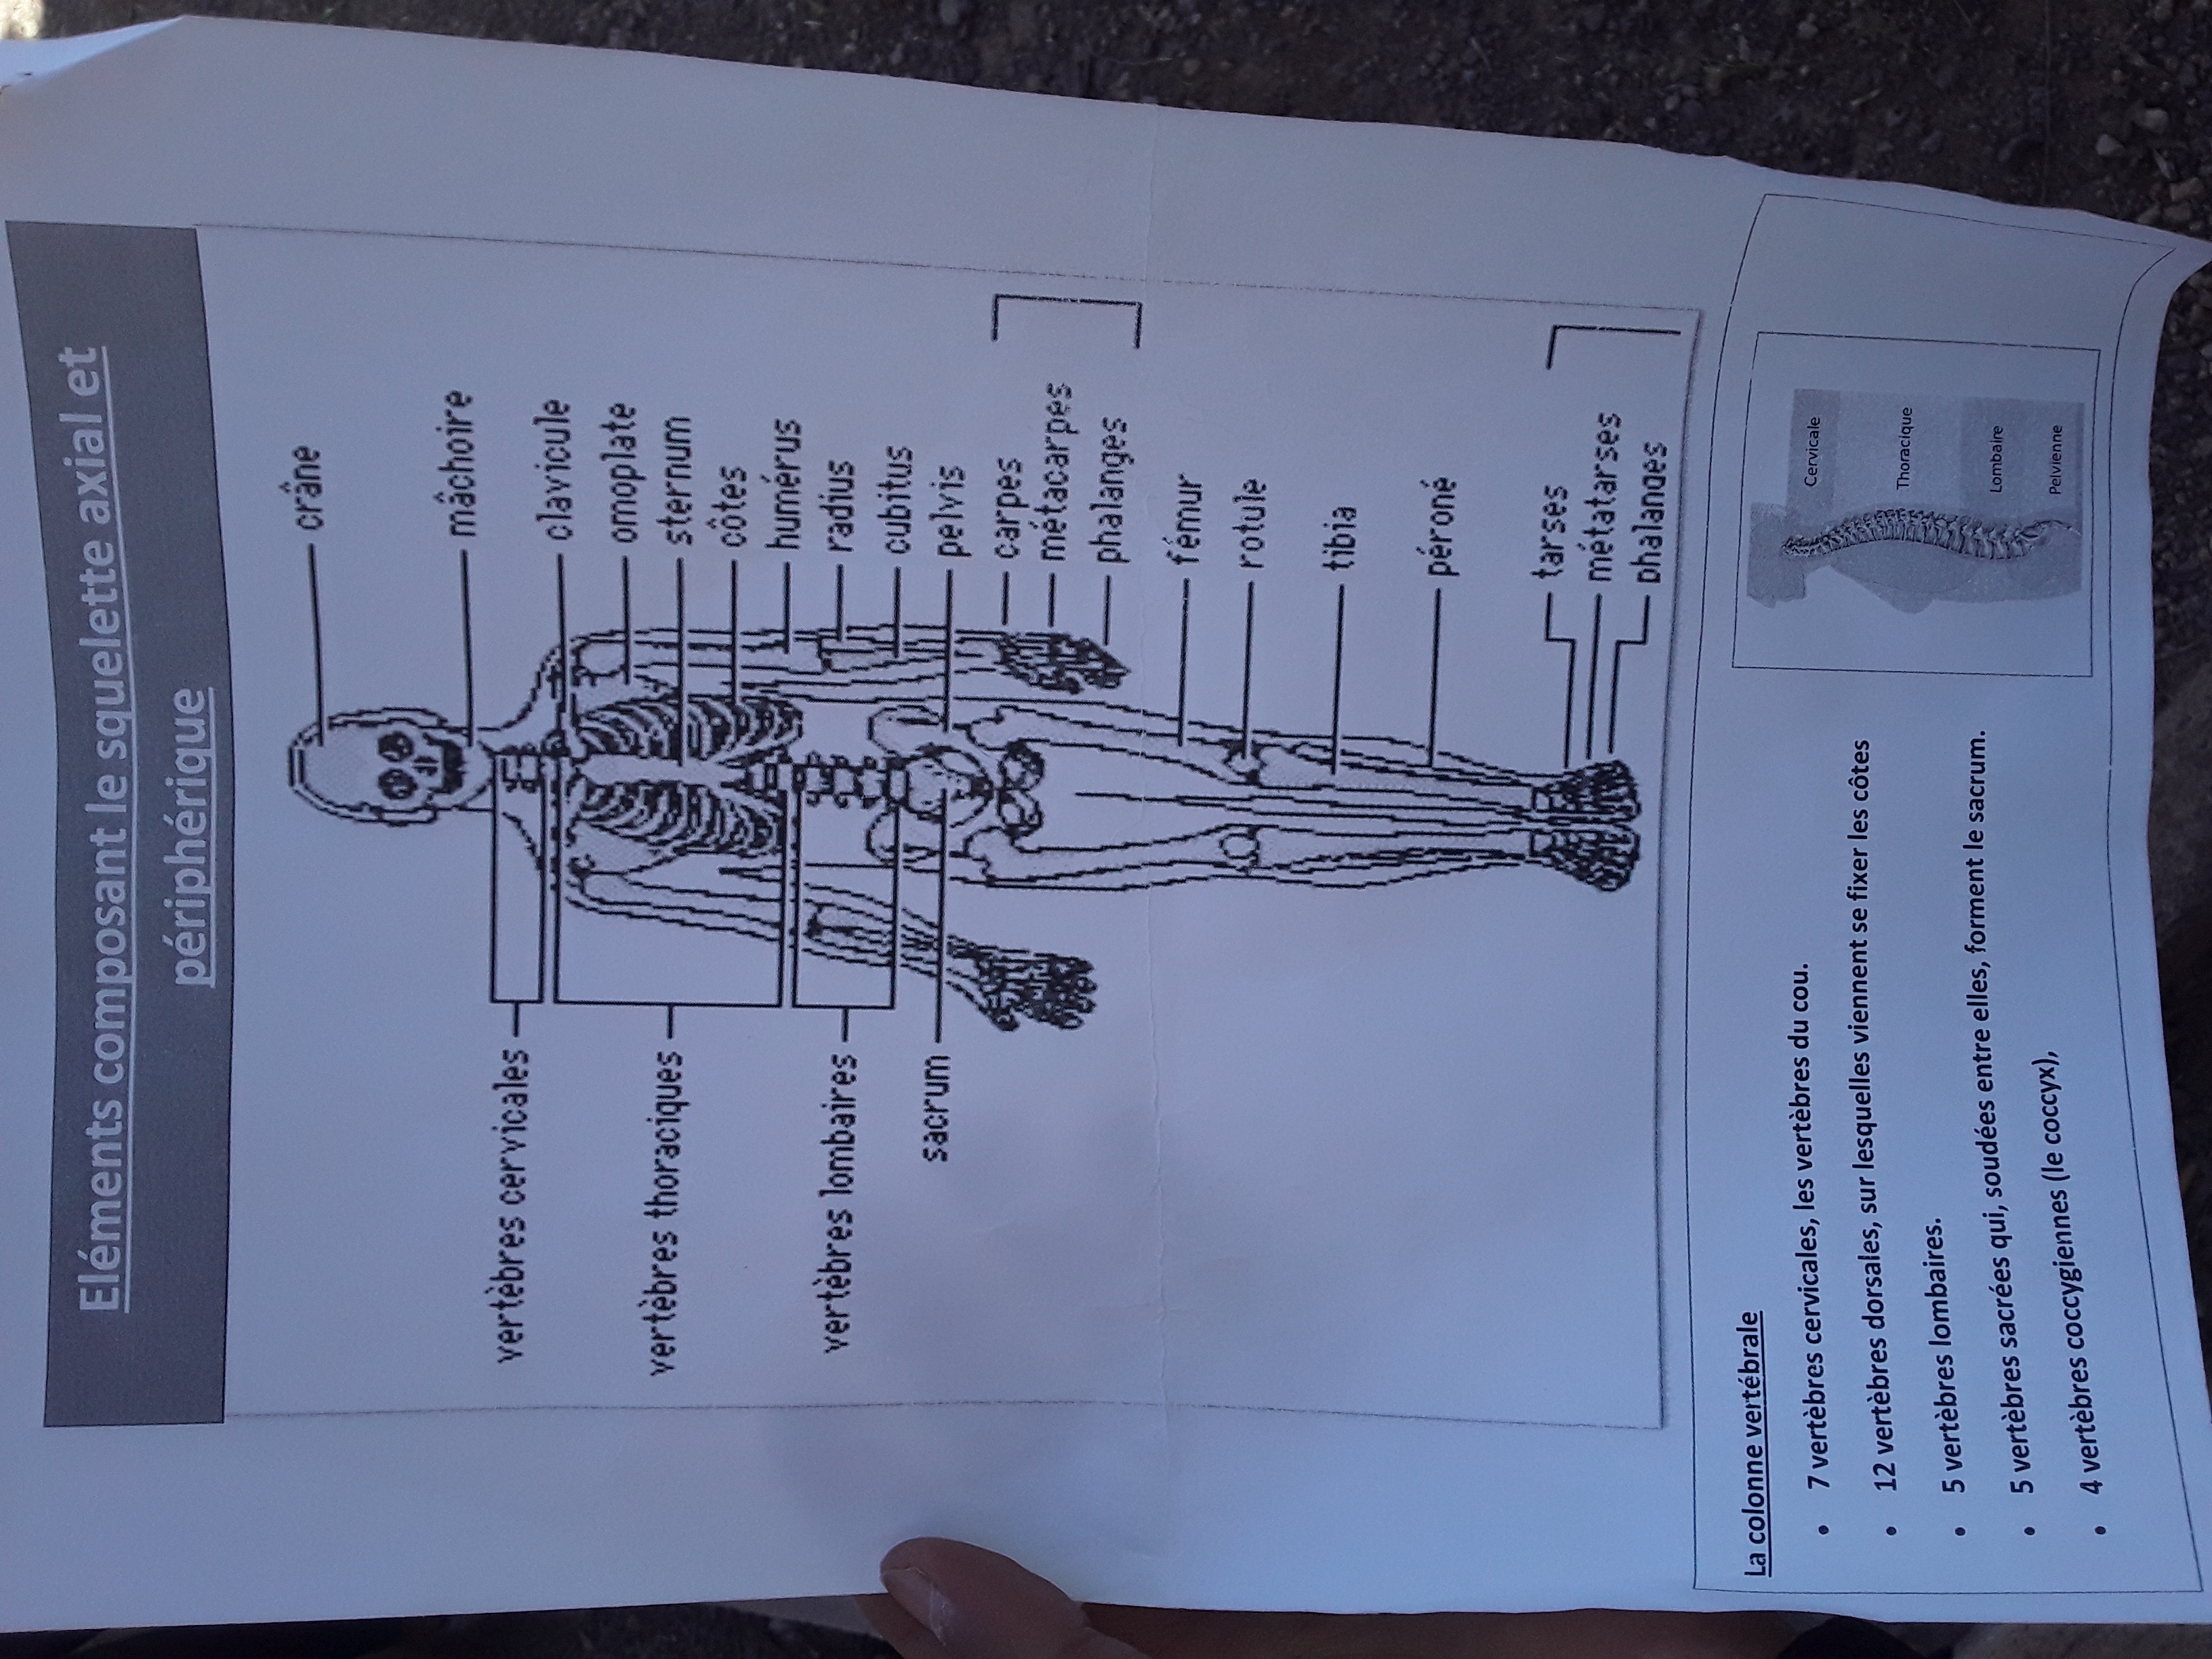 Eléments composant le squelette axial et
périphérique
crâne
mâchoire
vertèbres cervicales
clavicule
omoplate
vertèbres thoraciques
sternum
côtes
humérus
vertèbres lombaires
radius
cubitus
sacrum
pelvis
carpes
métacarpes
phalanges
fémur
rotule
tibia
péroné
tarses
métatarses
phalanges
La colonne vertébrale
• 7 vertèbres cervicales, les vertèbres du cou.
• 12 vertèbres dorsales, sur lesquelles viennent se fixer les côtes
• 5 vertèbres lombaires.
• 5 vertèbres sacrées qui, soudées entre elles, forment le sacrum.
• 4 vertèbres coccygiennes (le coccyx),
Cervicale
Thoracique
Lombaire
Pelvienne